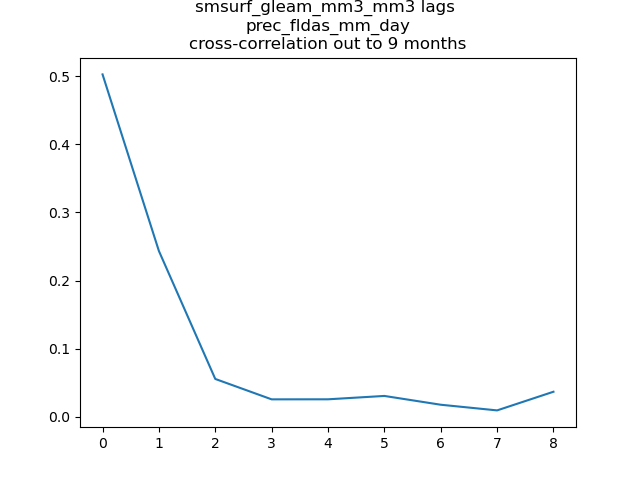 smsurf_gleam_mm3_mm3 lags
prec_fldas_mm_day
cross-correlation out to 9 months
0.5
0.4
0.3
0.2
0.1
0.0
0 1 2 3 4 5 6 7 8